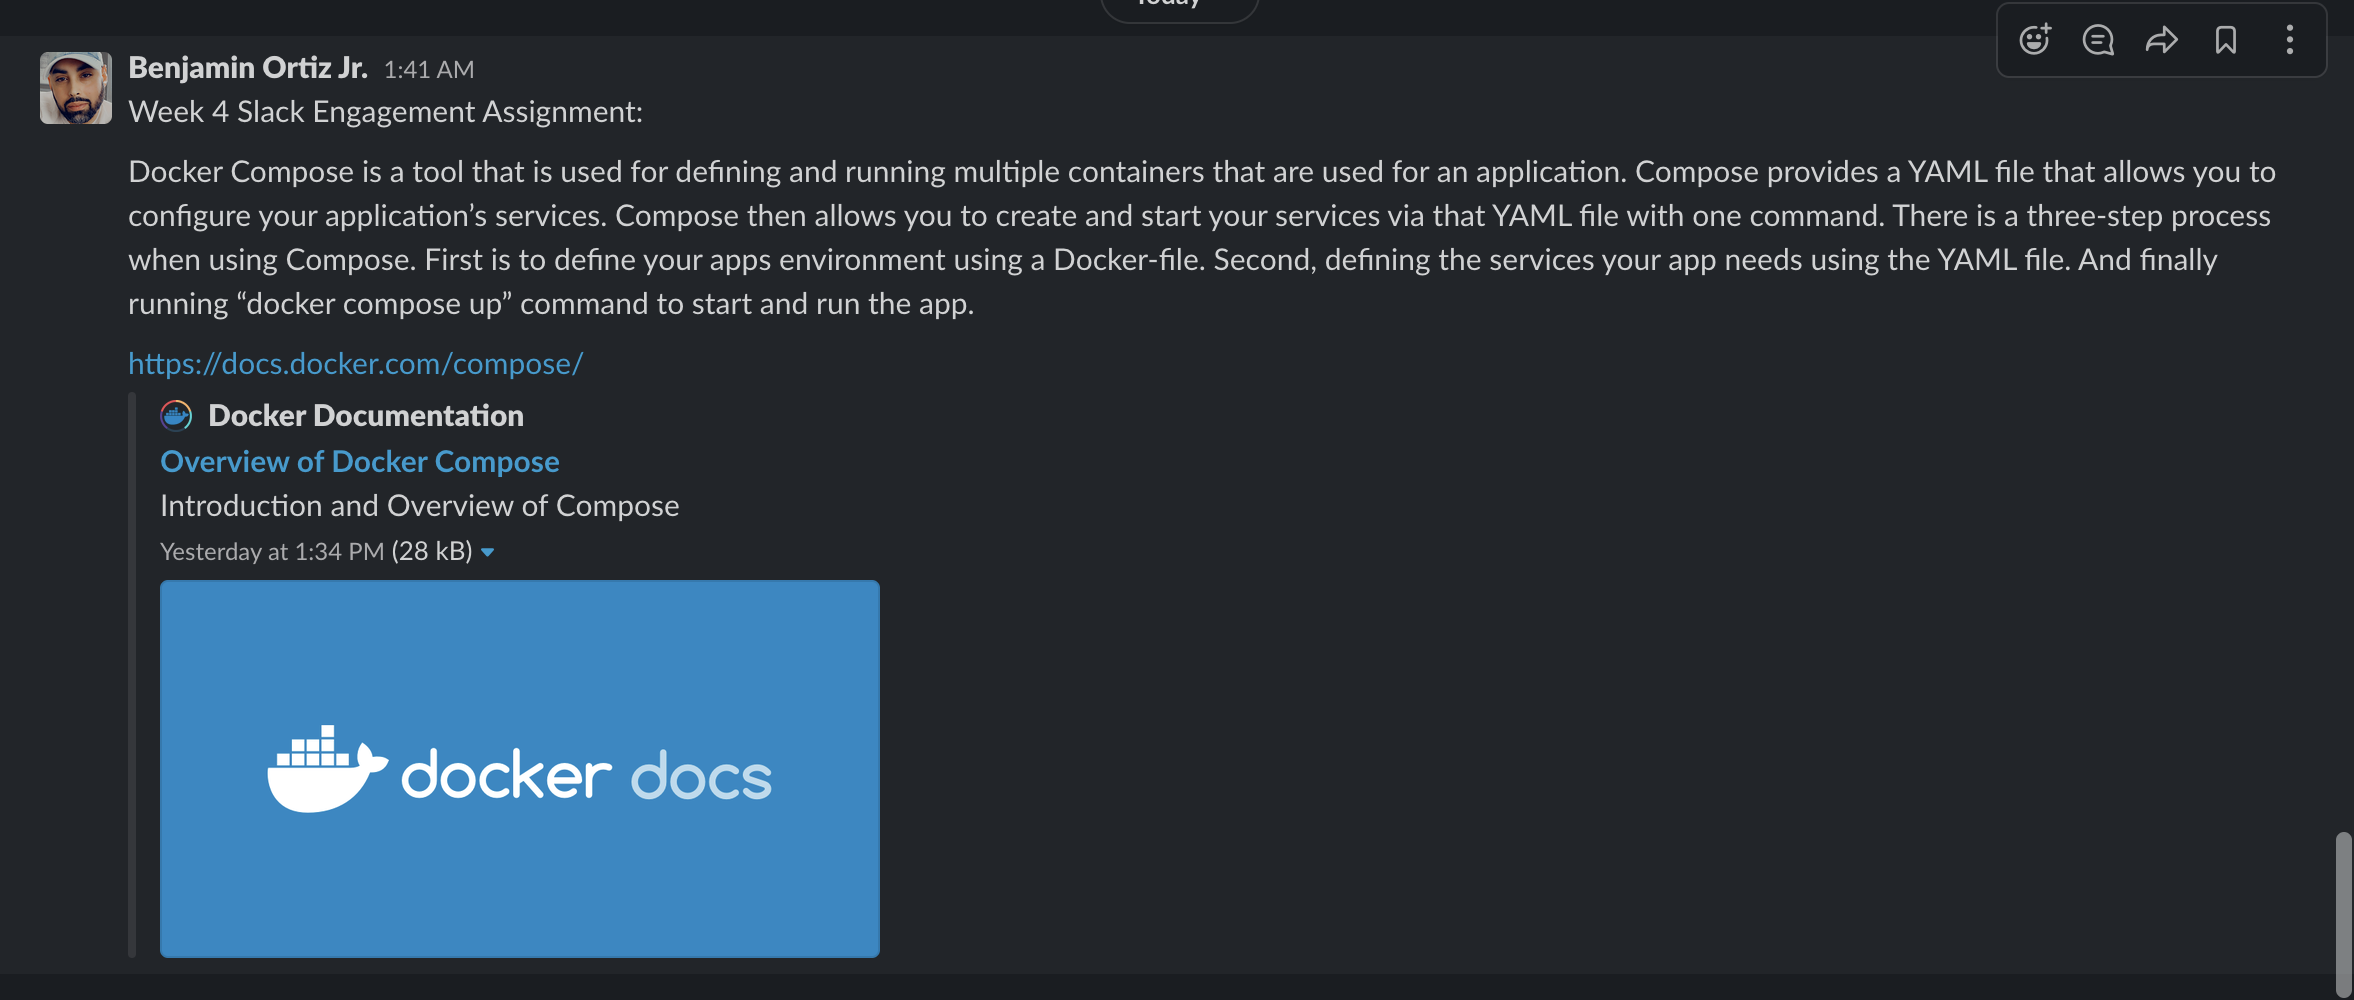 Today
Benjamin Ortiz Jr. 1:41 AM
Week 4 Slack Engagement Assignment:
Docker Compose is a tool that is used for defining and running multiple containers that are used for an application. Compose provides a YAML file that allows you to
configure your application’s services. Compose then allows you to create and start your services via that YAML file with one command. There is a three-step process
when using Compose. First is to define your apps environment using a Docker-file. Second, defining the services your app needs using the YAML file. And finally
running “docker compose up” command to start and run the app.
https://docs.docker.com/compose/
Docker Documentation
Overview of Docker Compose
Introduction and Overview of Compose
Yesterday at 1:34 PM (28 kB)
docker docs